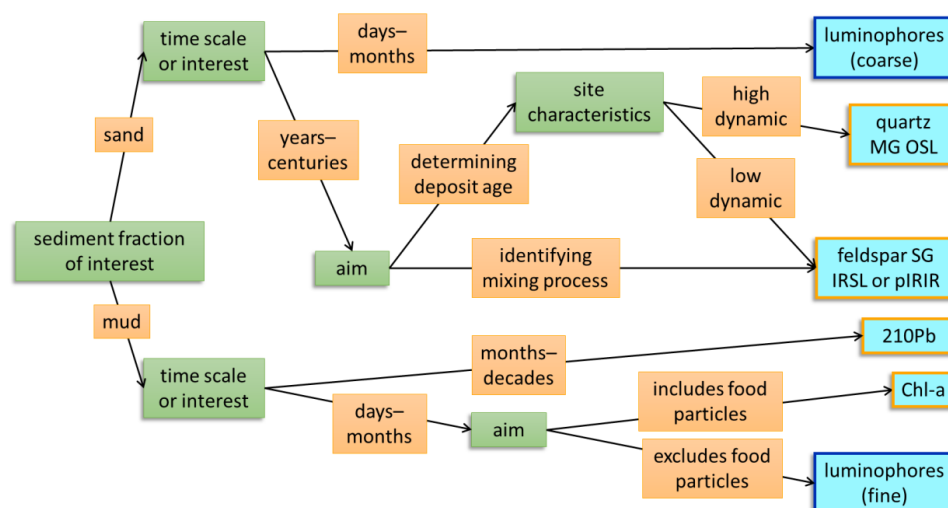 time scale
or interest
days–
months
luminophores
(coarse)
site
characteristics
high
dynamic
quartz
MG OSL
sand
years–
centuries
determining
deposit age
low
dynamic
sediment fraction
of interest
aim
identifying
mixing process
feldspar SG
IRSL or pIRIR
mud
time scale
or interest
months–
decades
210Pb
days–
months
aim
includes food
particles
Chl-a
excludes food
particles
luminophores
(fine)